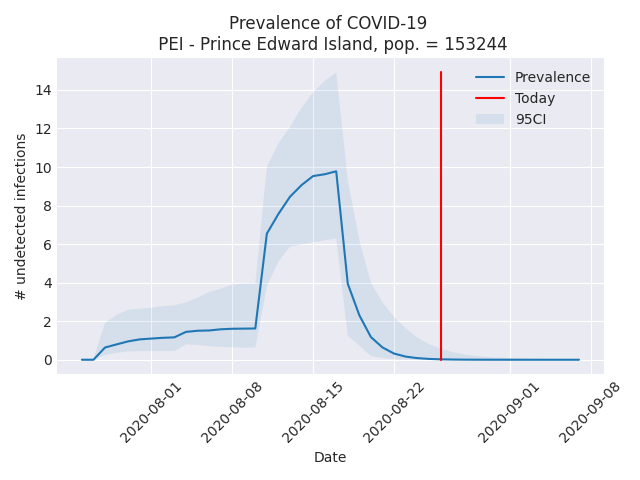 Prevalence of COVID-19
PEI - Prince Edward Island, pop. = 153244
Prevalence
Today
95CI
# undetected infections
14
12
10
8
6
4
2
0
2020-08-01
2020-08-08
2020-08-15
2020-08-22
2020-09-01
2020-09-08
Date